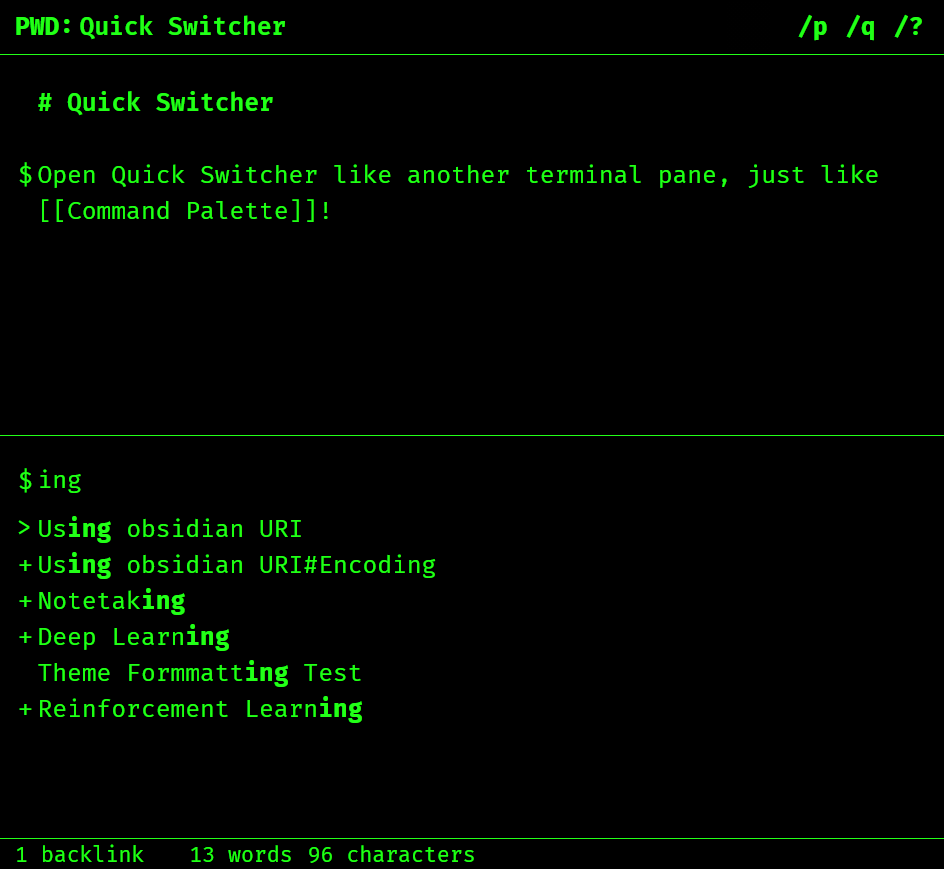 PWD: Quick Switcher /p /q /?
# Quick Switcher
$ Open Quick Switcher like another terminal pane, just like
[[Command Palette]]!
$ ing
> Using obsidian URI
+ Using obsidian URI#Encoding
+ Notetaking
+ Deep Learning
Theme Formmatting Test
+ Reinforcement Learning
1 backlink 13 words 96 characters